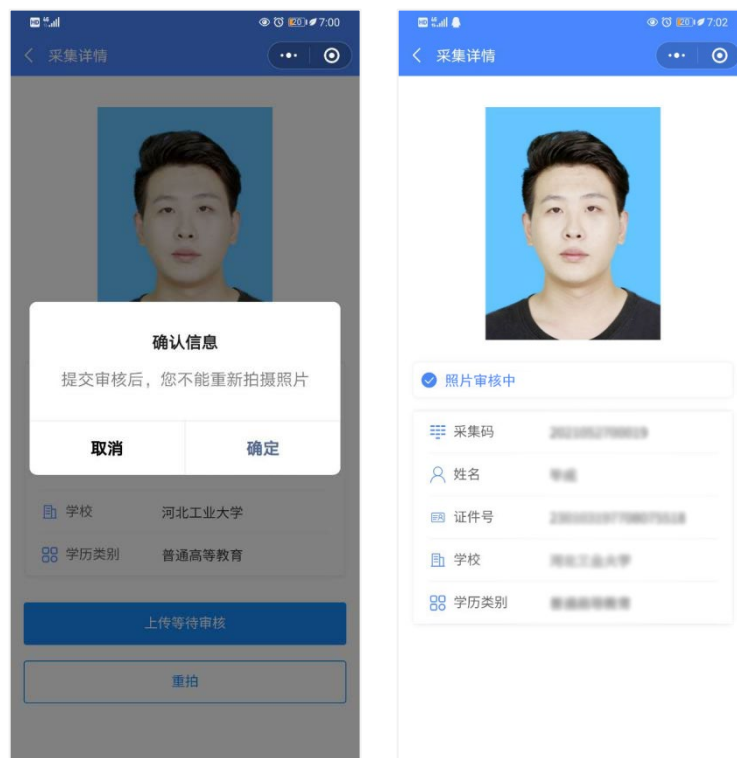 7:00
采集详情
确认信息
提交审核后，您不能重新拍摄照片
取消
确定
学校
河北工业大学
学历类别
普通高等教育
上传等待审核
重拍
7:02
采集详情
照片审核中
采集码
姓名
证件号
学校
学历类别